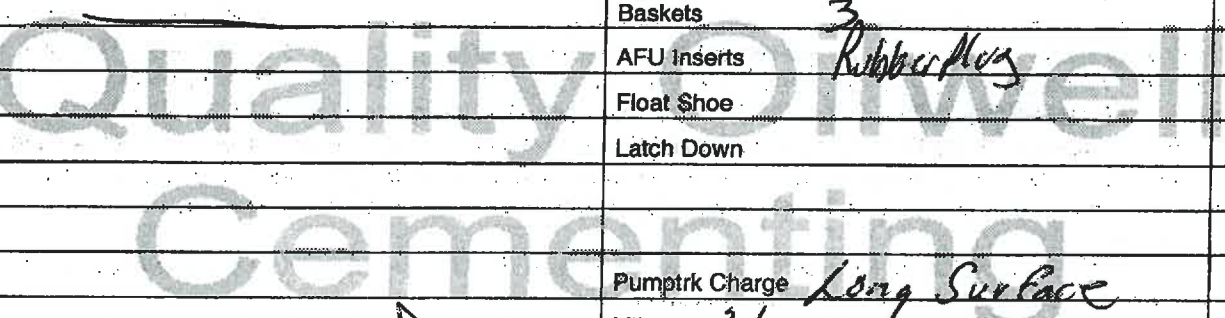 Baskets 3
AFU Inserts Rubber Plug
Quality Oilwell
Float Shoe
Latch Down
Cementing
Pumptrk Charge Long Surface